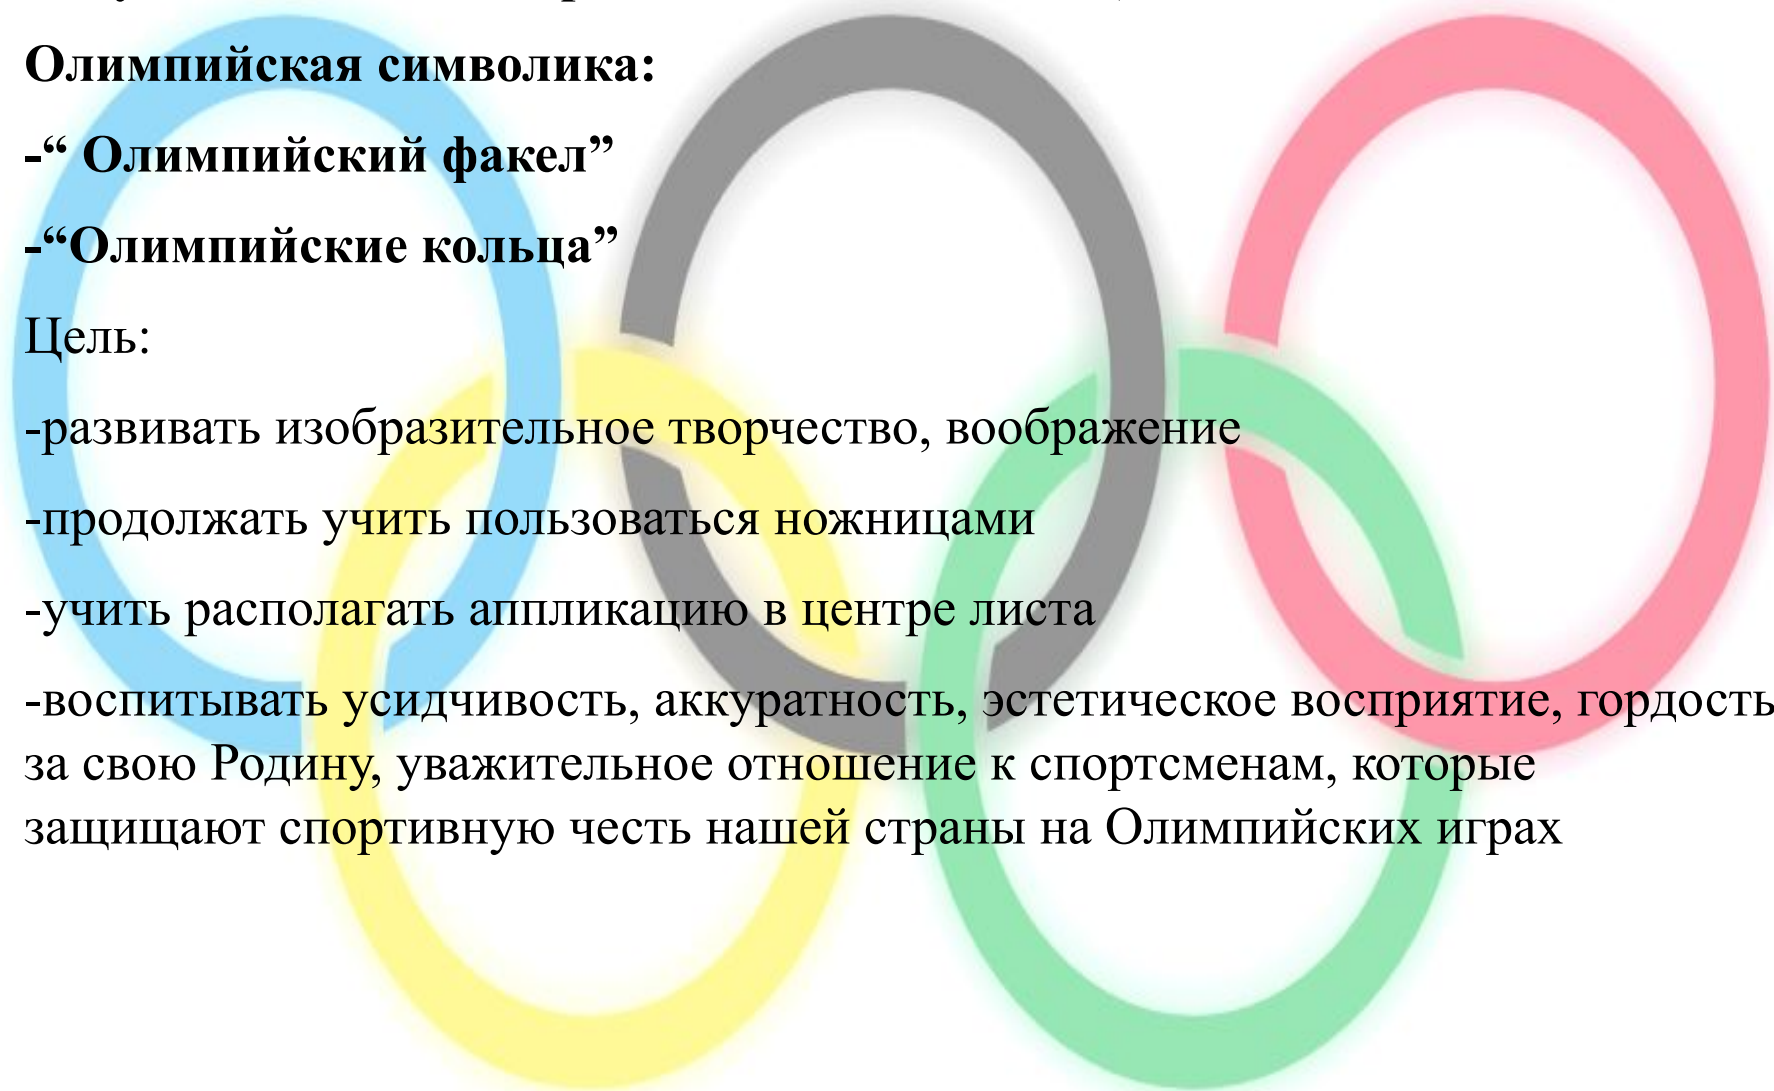 Олимпийская символика:
-“ Олимпийский факел”
-“Олимпийские кольца”
Цель:
-развивать изобразительное творчество, воображение
-продолжать учить пользоваться ножницами
-учить располагать аппликацию в центре листа
-воспитывать усидчивость, аккуратность, эстетическое восприятие, гордость
за свою Родину, уважительное отношение к спортсменам, которые
защищают спортивную честь нашей страны на Олимпийских играх